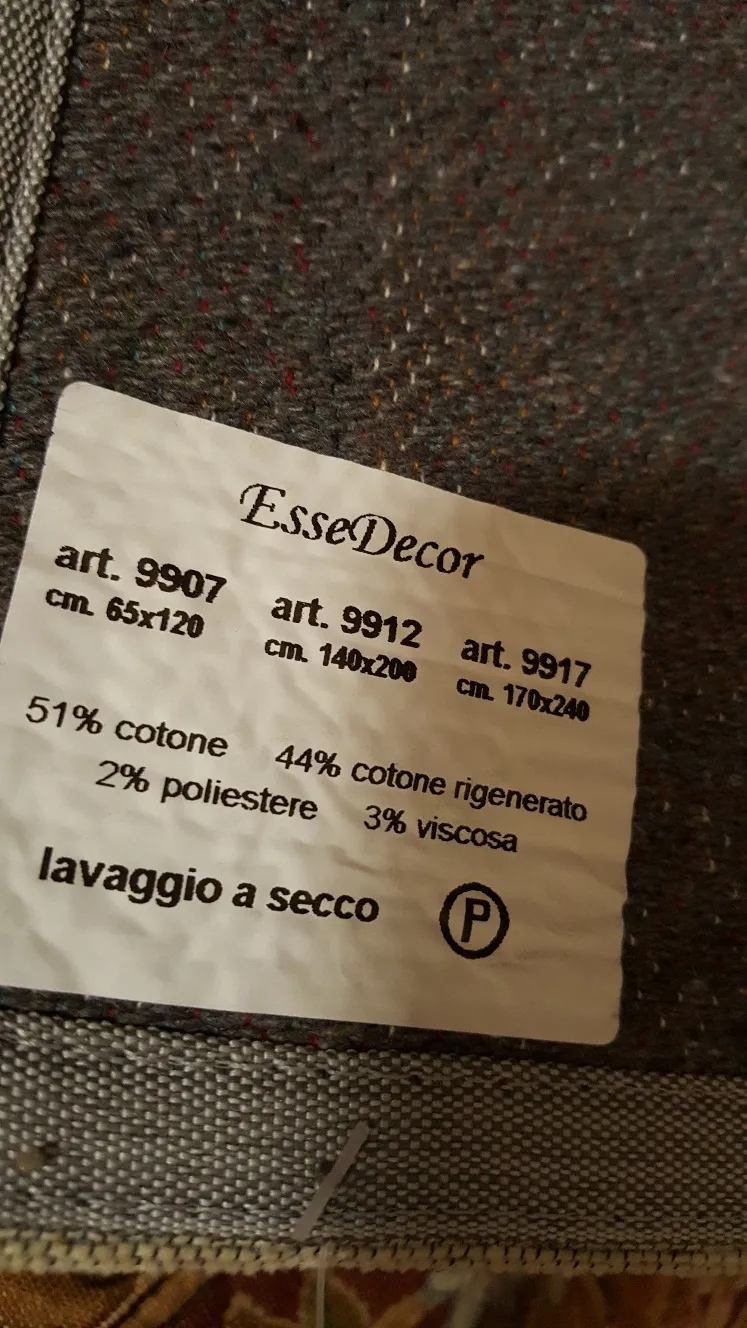 EsseDecor
art. 9907 art. 9912 art. 9917
cm. 65x120 cm. 140x200 cm. 170x240
51% cotone 44% cotone rigenerato
2% poliestere 3% viscosa
lavaggio a secco P